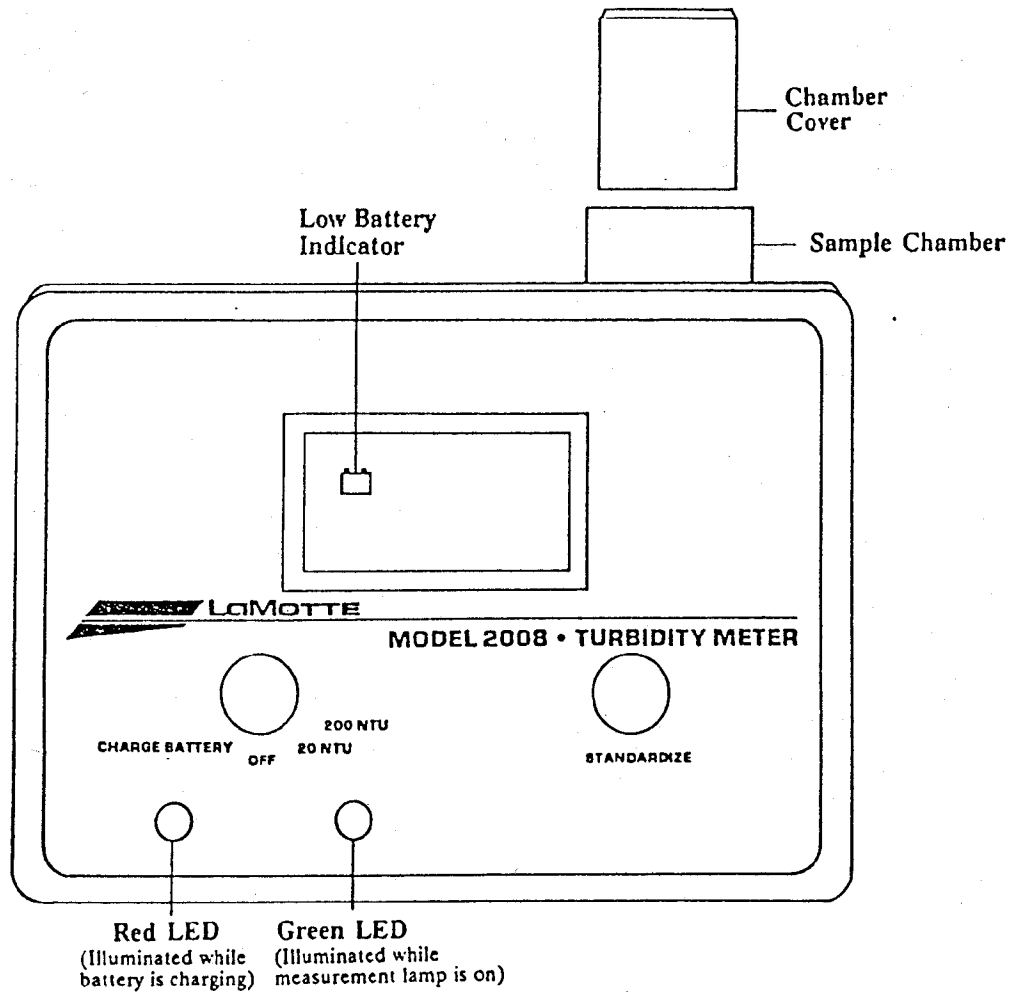 Chamber
Cover
Low Battery
Indicator
Sample Chamber
LaMOTTE
MODEL 2008 • TURBIDITY METER
200 NTU
CHARGE BATTERY
OFF
20 NTU
STANDARDIZE
Red LED
(Illuminated while
battery is charging)
Green LED
(Illuminated while
measurement lamp is on)